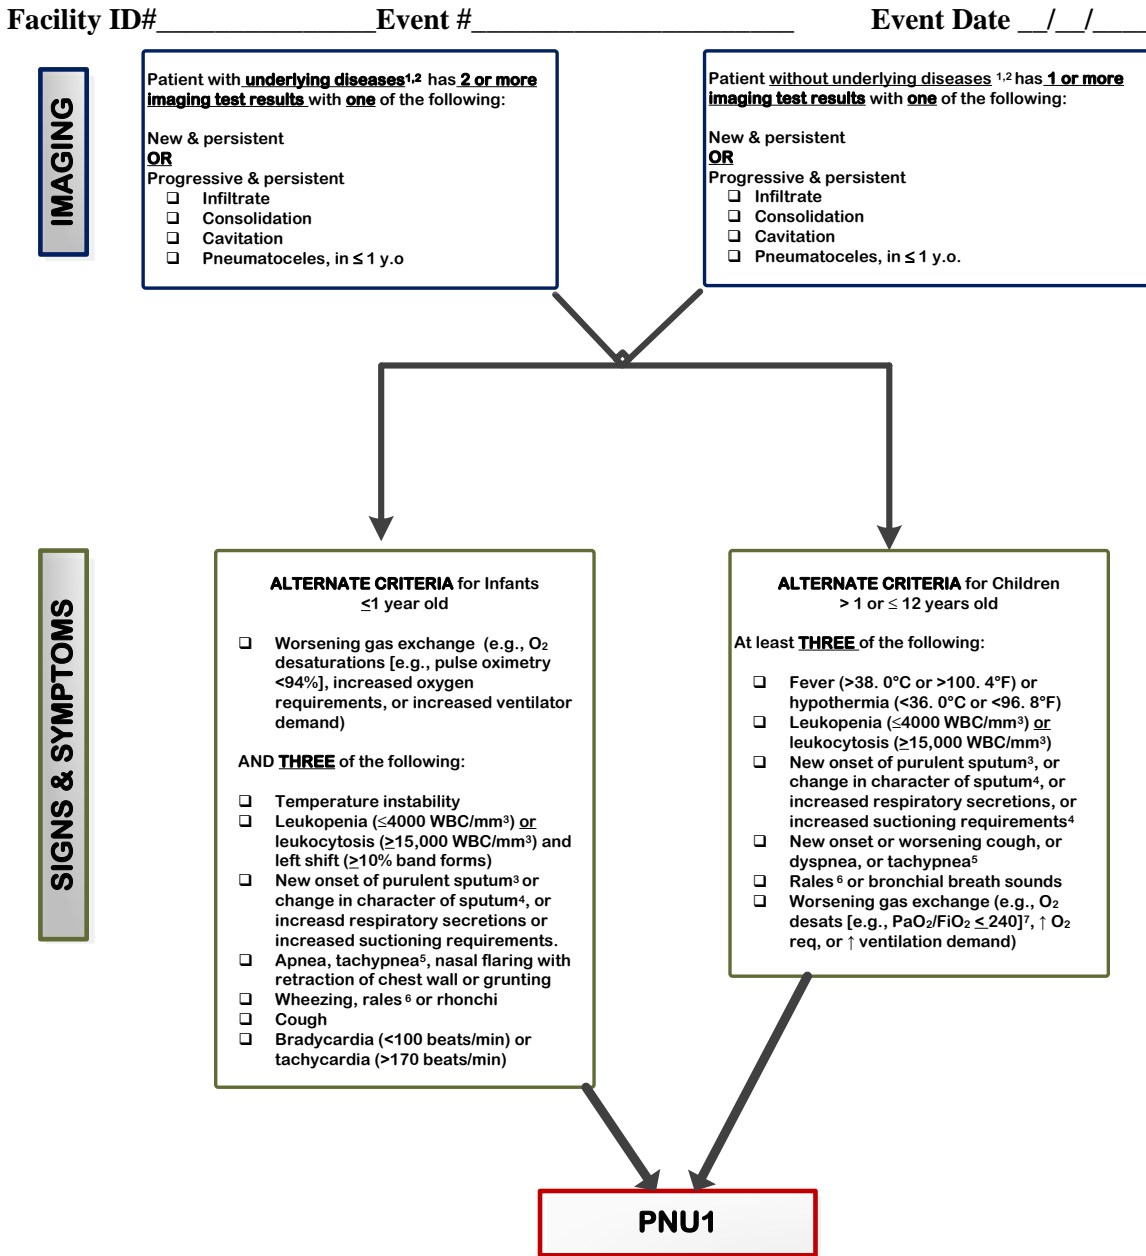 Facility ID#_______________Event #______________________ Event Date __/__/____
IMAGING
Patient with underlying diseases1,2 has 2 or more
imaging test results with one of the following:
New & persistent
OR
Progressive & persistent
❑ Infiltrate
❑ Consolidation
❑ Cavitation
❑ Pneumatoceles, in ≤ 1 y.o
Patient without underlying diseases 1,2 has 1 or more
imaging test results with one of the following:
New & persistent
OR
Progressive & persistent
❑ Infiltrate
❑ Consolidation
❑ Cavitation
❑ Pneumatoceles, in ≤ 1 y.o.
SIGNS & SYMPTOMS
ALTERNATE CRITERIA for Infants
≤1 year old
❑ Worsening gas exchange (e.g., O2
desaturations [e.g., pulse oximetry
<94%], increased oxygen
requirements, or increased ventilator
demand)
AND THREE of the following:
❑ Temperature instability
❑ Leukopenia (≤4000 WBC/mm3) or
leukocytosis (≥15,000 WBC/mm3) and
left shift (≥10% band forms)
❑ New onset of purulent sputum3 or
change in character of sputum4, or
increasd respiratory secretions or
increased suctioning requirements.
❑ Apnea, tachypnea5, nasal flaring with
retraction of chest wall or grunting
❑ Wheezing, rales 6 or rhonchi
❑ Cough
❑ Bradycardia (<100 beats/min) or
tachycardia (>170 beats/min)
ALTERNATE CRITERIA for Children
> 1 or ≤ 12 years old
At least THREE of the following:
❑ Fever (>38. 0°C or >100. 4°F) or
hypothermia (<36. 0°C or <96. 8°F)
❑ Leukopenia (≤4000 WBC/mm3) or
leukocytosis (≥15,000 WBC/mm3)
❑ New onset of purulent sputum3, or
change in character of sputum4, or
increased respiratory secretions, or
increased suctioning requirements4
❑ New onset or worsening cough, or
dyspnea, or tachypnea5
❑ Rales 6 or bronchial breath sounds
❑ Worsening gas exchange (e.g., O2
desats [e.g., PaO2/FiO2 ≤ 240]7, ↑ O2
req, or ↑ ventilation demand)
PNU1